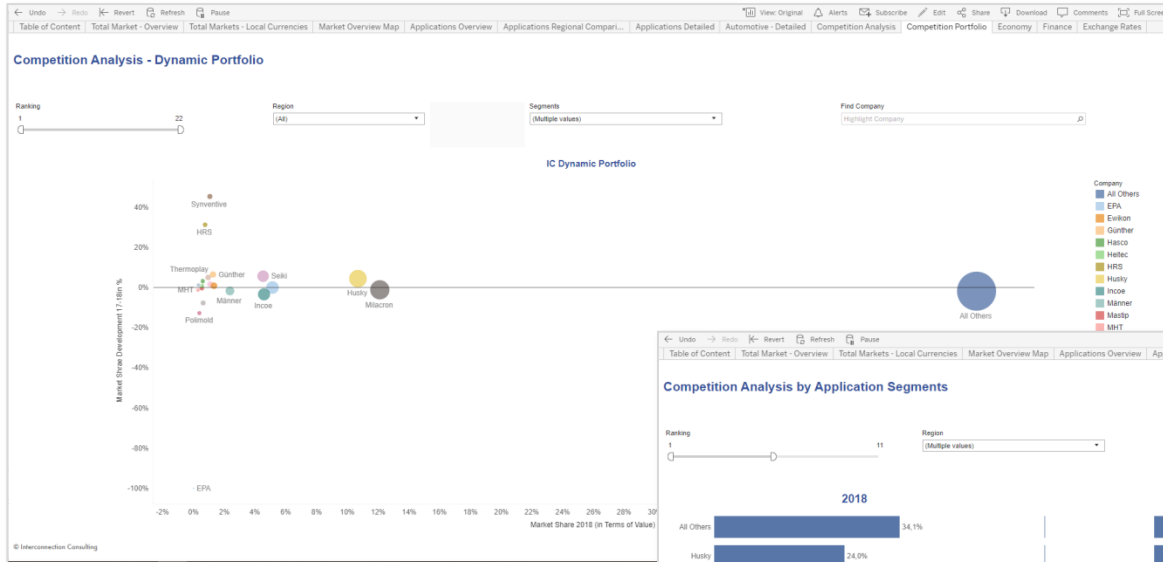 Undo Redo Revert Refresh Pause View: Original Alerts Subscribe Edit Share Download Comments Full Scree
Table of Content Total Market - Overview Total Markets - Local Currencies Market Overview Map Applications Overview Applications Regional Compari... Applications Detailed Automotive - Detailed Competition Analysis Competition Portfolio Economy Finance Exchange Rates
Competition Analysis - Dynamic Portfolio
Ranking Region Segments Find Company
1 22 (All) (Multiple values) Highlight Company
IC Dynamic Portfolio
Company
All Others
EPA
Ewikon
Günther
Hasco
Heitec
HRS
Husky
Incoe
Männer
Mastip
MHT
Market Shrae Development 17-18in %
40%
Synventive
HRS
20%
Thermoplay Günther Seiki
0%
MHT Männer Incoe Husky Milacron All Others
Polimold
-20%
-40%
-60%
-80%
-100% EPA
-2% 0% 2% 4% 6% 8% 10% 12% 14% 16% 18% 20% 22% 24% 26% 28% 30%
Market Share 2018 (in Terms of Value)
© Interconnection Consulting
Undo Redo Revert Refresh Pause
Table of Content Total Market - Overview Total Markets - Local Currencies Market Overview Map Applications Overview Ap
Competition Analysis by Application Segments
Ranking Region
1 11 (Multiple values)
2018
All Others 34,1%
Husky 24,0%